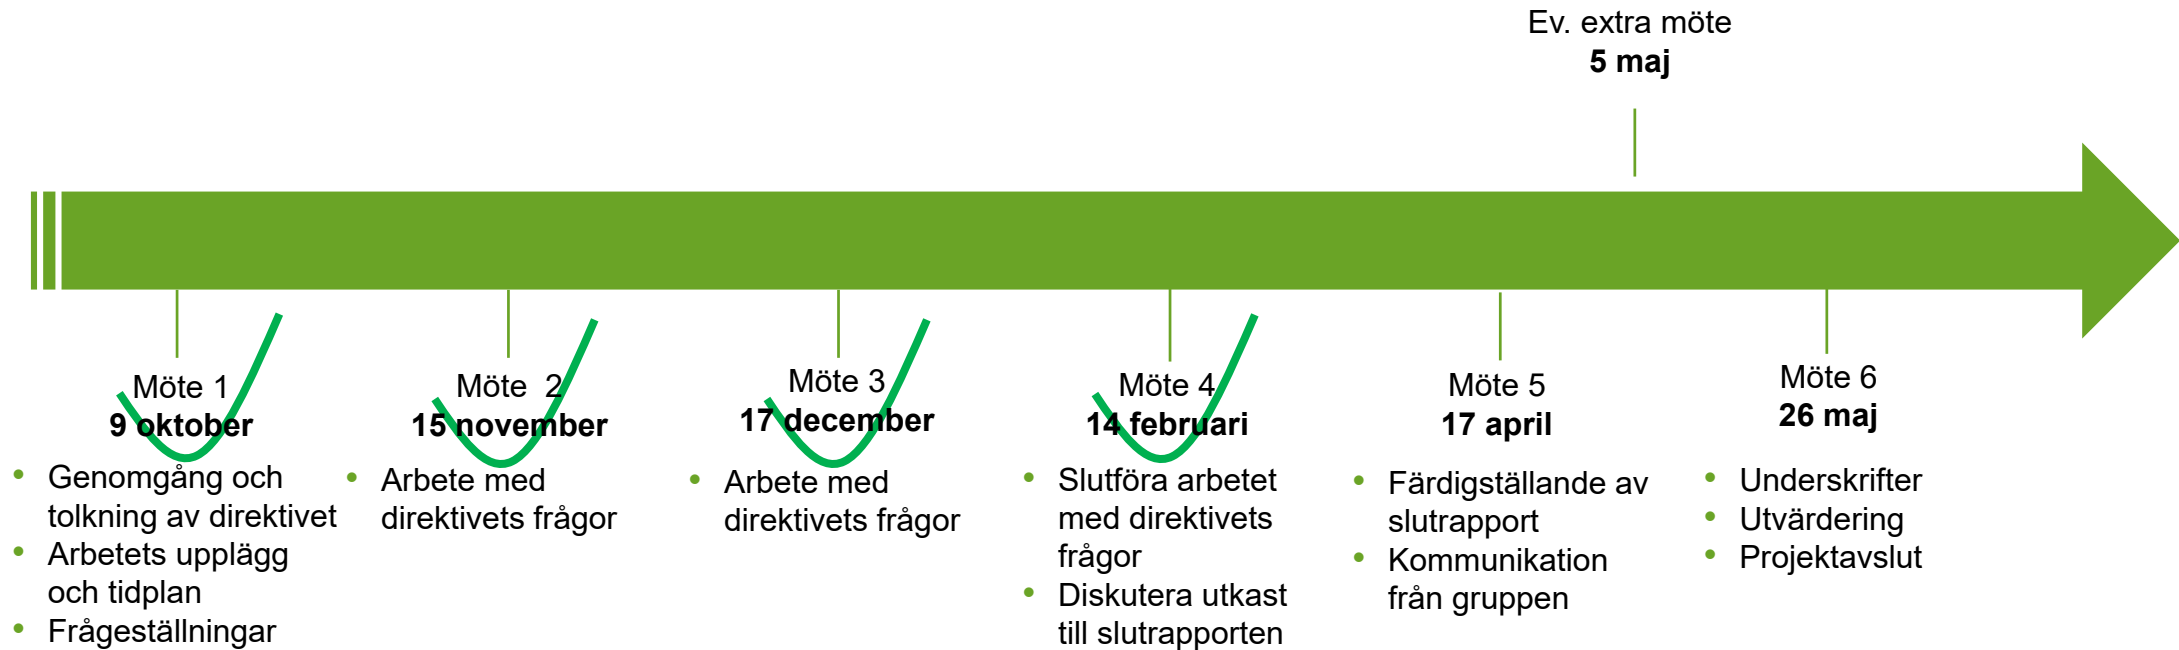 Ev. extra möte
5 maj
Möte 1
9 oktober
• Genomgång och
tolkning av direktivet
• Arbetets upplägg
och tidplan
• Frågeställningar
Möte  2
15 november
• Arbete med
direktivets frågor
Möte 3
17 december
• Arbete med
direktivets frågor
Möte 4
14 februari
• Slutföra arbetet
med direktivets
frågor
• Diskutera utkast
till slutrapporten
Möte 5
17 april
• Färdigställande av
slutrapport
• Kommunikation
från gruppen
Möte 6
26 maj
• Underskrifter
• Utvärdering
• Projektavslut